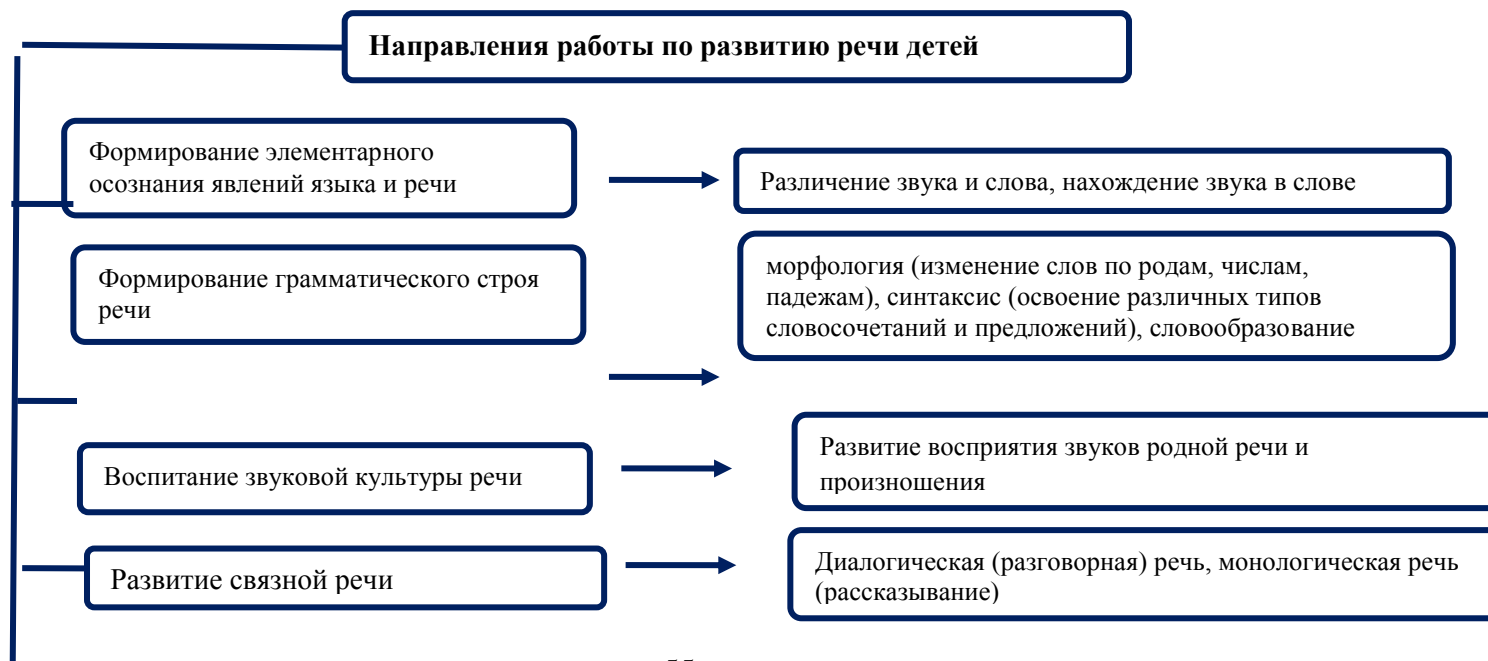 Направления работы по развитию речи детей
Формирование элементарного
осознания явлений языка и речи
Различение звука и слова, нахождение звука в слове
Формирование грамматического строя
речи
морфология (изменение слов по родам, числам,
падежам), синтаксис (освоение различных типов
словосочетаний и предложений), словообразование
Воспитание звуковой культуры речи
Развитие восприятия звуков родной речи и
произношения
Развитие связной речи
Диалогическая (разговорная) речь, монологическая речь
(рассказывание)